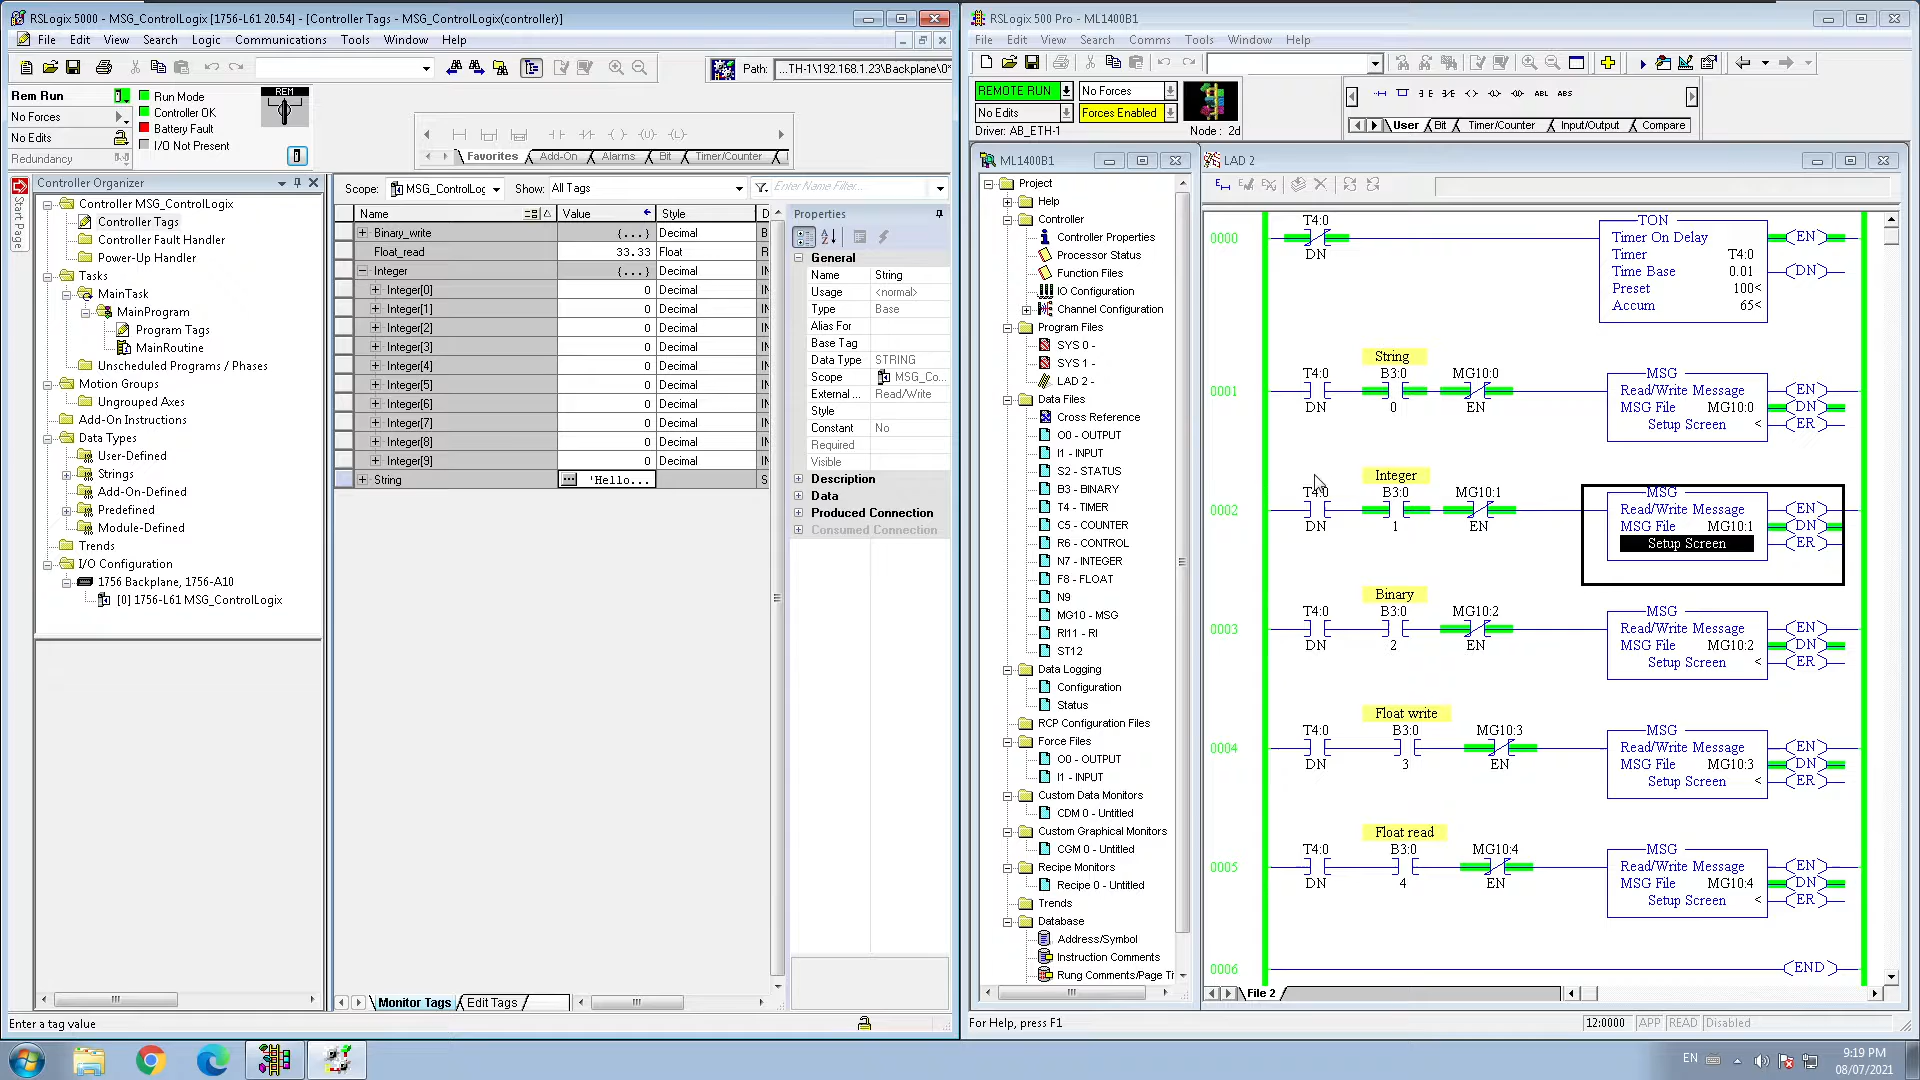 RSLogix 5000 - MSG_ControlLogix [1756-L61 20.54] - [Controller Tags - MSG_ControlLogix(controller)]
File Edit View Search Logic Communications Tools Window Help
Path: ...TH-1\192.168.1.23\Backplane\0*
Rem Run
No Forces
No Edits
Redundancy
Run Mode
Controller OK
Battery Fault
I/O Not Present
REM
Favorites Add-On Alarms Bit Timer/Counter
Start Page
Controller Organizer
Controller MSG_ControlLogix
Controller Tags
Controller Fault Handler
Power-Up Handler
Tasks
MainTask
MainProgram
Program Tags
MainRoutine
Unscheduled Programs / Phases
Motion Groups
Ungrouped Axes
Add-On Instructions
Data Types
User-Defined
Strings
Add-On-Defined
Predefined
Module-Defined
Trends
I/O Configuration
1756 Backplane, 1756-A10
[0] 1756-L61 MSG_ControlLogix
Scope: MSG_ControlLog Show: All Tags Enter Name Filter...
Name Value Style D
Binary_write {...} Decimal B
Float_read 33.33 Float R
Integer {...} Decimal IN
Integer[0] 0 Decimal IN
Integer[1] 0 Decimal IN
Integer[2] 0 Decimal IN
Integer[3] 0 Decimal IN
Integer[4] 0 Decimal IN
Integer[5] 0 Decimal IN
Integer[6] 0 Decimal IN
Integer[7] 0 Decimal IN
Integer[8] 0 Decimal IN
Integer[9] 0 Decimal IN
String 'Hello... S
Monitor Tags Edit Tags
Properties
General
Name String
Usage <normal>
Type Base
Alias For
Base Tag
Data Type STRING
Scope MSG_Co...
External ... Read/Write
Style
Constant No
Required
Visible
Description
Data
Produced Connection
Consumed Connection
Enter a tag value
RSLogix 500 Pro - ML1400B1
File Edit View Search Comms Tools Window Help
REMOTE RUN No Forces
No Edits Forces Enabled
Driver: AB_ETH-1 Node : 2d
ABL ABS
User Bit Timer/Counter Input/Output Compare
ML1400B1
Project
Help
Controller
Controller Properties
Processor Status
Function Files
IO Configuration
Channel Configuration
Program Files
SYS 0 -
SYS 1 -
LAD 2 -
Data Files
Cross Reference
O0 - OUTPUT
I1 - INPUT
S2 - STATUS
B3 - BINARY
T4 - TIMER
C5 - COUNTER
R6 - CONTROL
N7 - INTEGER
F8 - FLOAT
N9
MG10 - MSG
RI11 - RI
ST12
Data Logging
Configuration
Status
RCP Configuration Files
Force Files
O0 - OUTPUT
I1 - INPUT
Custom Data Monitors
CDM 0 - Untitled
Custom Graphical Monitors
CGM 0 - Untitled
Recipe Monitors
Recipe 0 - Untitled
Trends
Database
Address/Symbol
Instruction Comments
Rung Comments/Page Ti
LAD 2
0000
T4:0
DN
TON
Timer On Delay
Timer T4:0
Time Base 0.01
Preset 100<
Accum 65<
EN
DN
String
0001
T4:0 B3:0 MG10:0
DN 0 EN
MSG
Read/Write Message
MSG File MG10:0
Setup Screen <
EN
DN
ER
Integer
0002
T4:0 B3:0 MG10:1
DN 1 EN
MSG
Read/Write Message
MSG File MG10:1
Setup Screen
EN
DN
ER
Binary
0003
T4:0 B3:0 MG10:2
DN 2 EN
MSG
Read/Write Message
MSG File MG10:2
Setup Screen <
EN
DN
ER
Float write
0004
T4:0 B3:0 MG10:3
DN 3 EN
MSG
Read/Write Message
MSG File MG10:3
Setup Screen <
EN
DN
ER
Float read
0005
T4:0 B3:0 MG10:4
DN 4 EN
MSG
Read/Write Message
MSG File MG10:4
Setup Screen <
EN
DN
ER
0006
END
File 2
For Help, press F1
12:0000 APP READ Disabled
EN
9:19 PM
08/07/2021